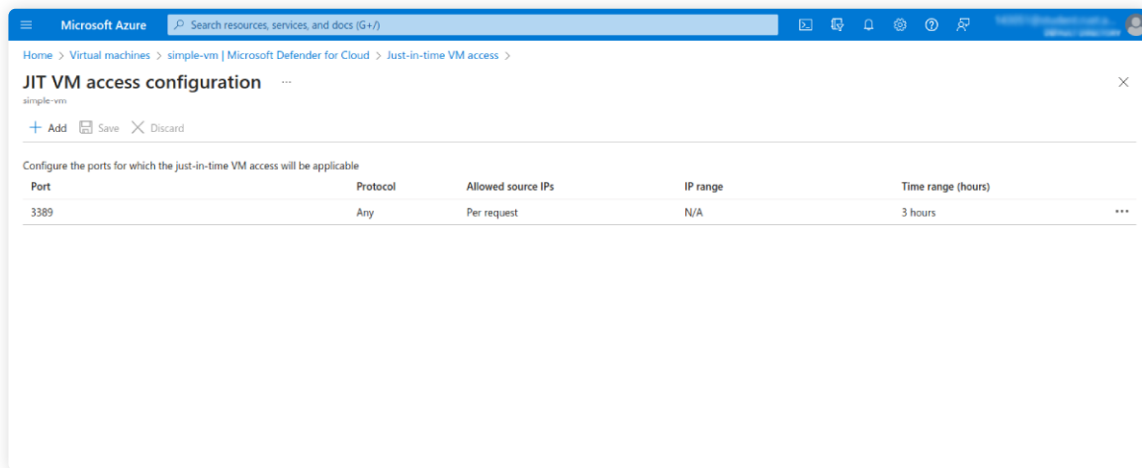 Microsoft Azure
Search resources, services, and docs (G+/)
Home > Virtual machines > simple-vm | Microsoft Defender for Cloud > Just-in-time VM access >
JIT VM access configuration ...
simple-vm
+ Add Save Discard
Configure the ports for which the just-in-time VM access will be applicable
Port Protocol Allowed source IPs IP range Time range (hours)
3389 Any Per request N/A 3 hours ...